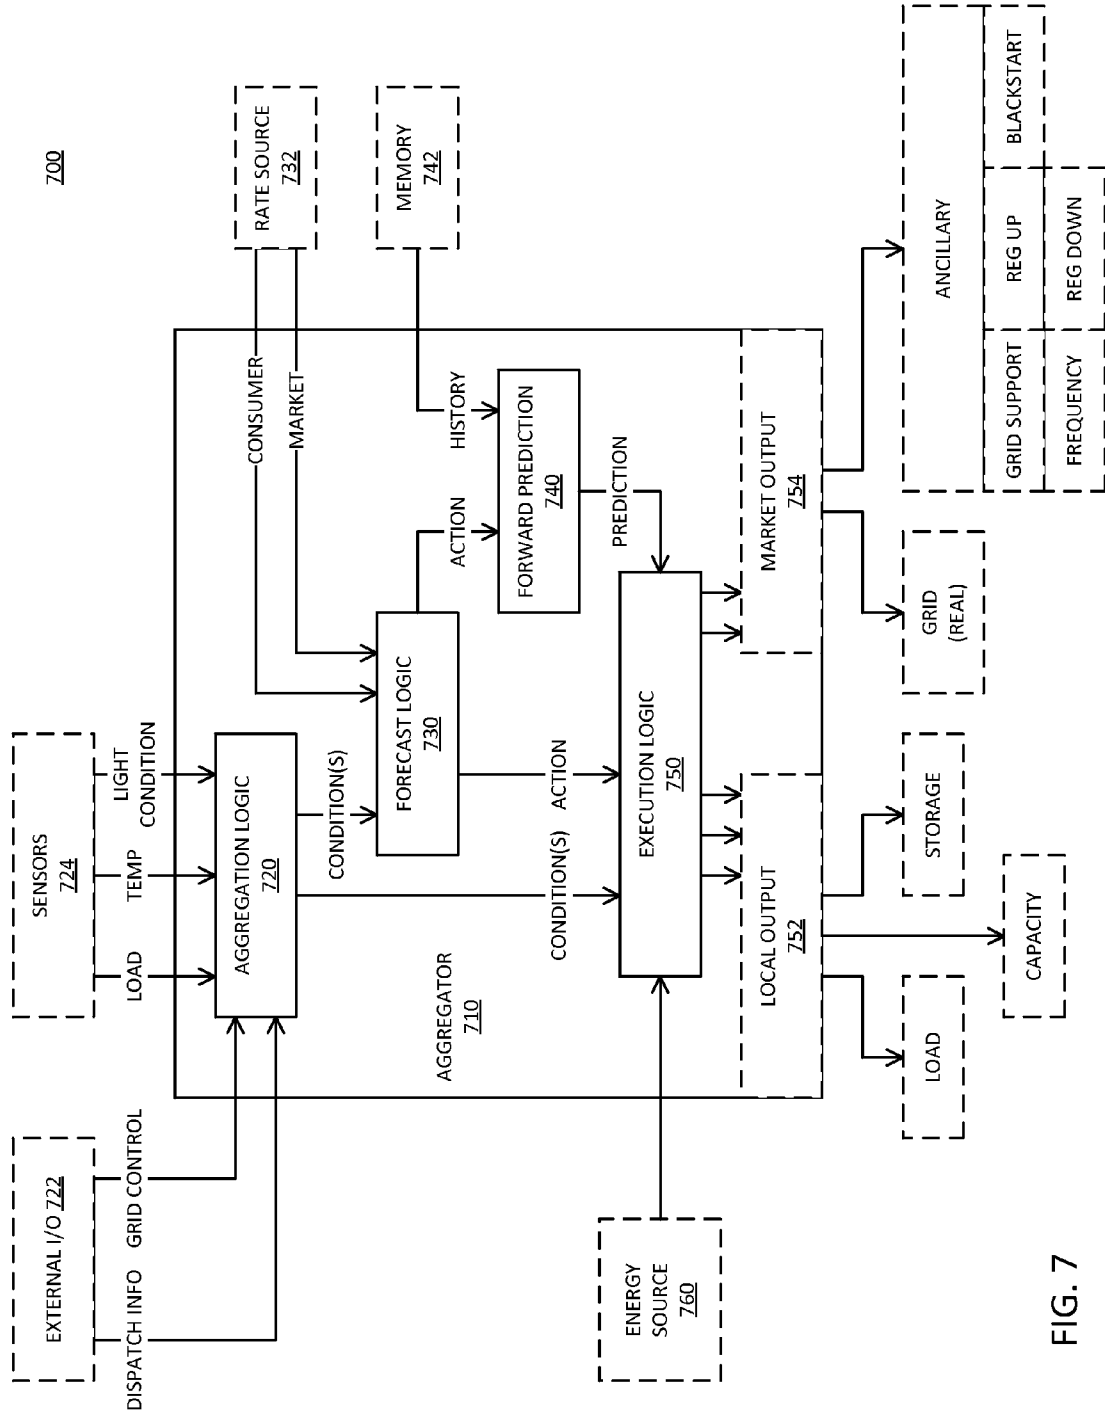 700
EXTERNAL I/O 722
DISPATCH INFO
GRID CONTROL
SENSORS
724
LOAD
TEMP
LIGHT
CONDITION
RATE SOURCE
732
CONSUMER
MARKET
MEMORY
742
HISTORY
AGGREGATION LOGIC
720
CONDITION(S)
FORECAST LOGIC
730
ACTION
FORWARD PREDICTION
740
PREDICTION
AGGREGATOR
710
CONDITION(S)
ACTION
EXECUTION LOGIC
750
ENERGY
SOURCE
760
LOCAL OUTPUT
752
MARKET OUTPUT
754
LOAD
CAPACITY
STORAGE
GRID
(REAL)
ANCILLARY
GRID SUPPORT
REG UP
BLACKSTART
FREQUENCY
REG DOWN
FIG. 7